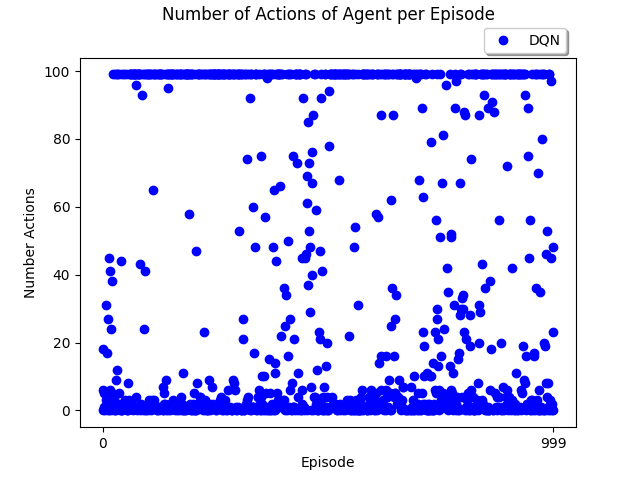 Number of Actions of Agent per Episode
DQN
100
80
60
40
20
0
Number Actions
0
999
Episode